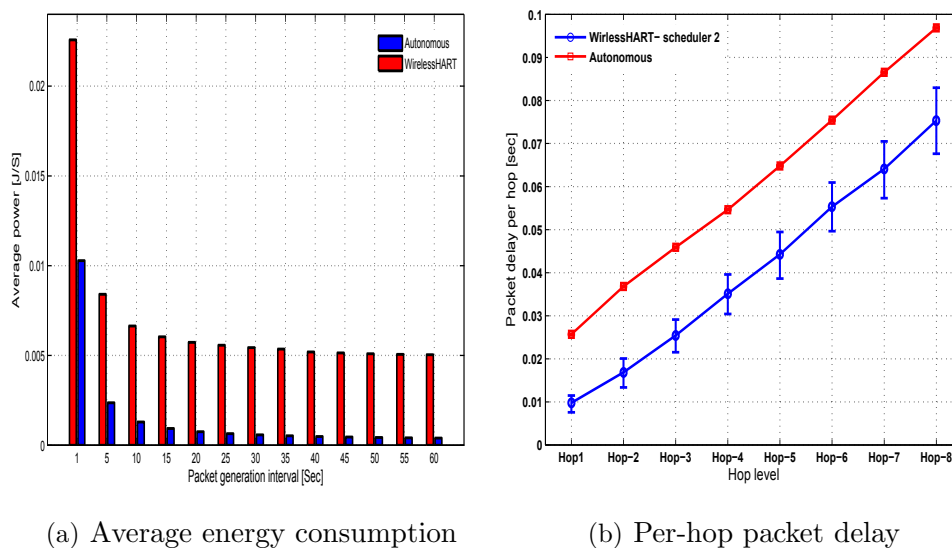 Autonomous
WirelessHART
0.02
0.015
0.01
0.005
0
Average power [J/S]
1 5 10 15 20 25 30 35 40 45 50 55 60
Packet generation interval [Sec]
(a) Average energy consumption
WirlessHART− scheduler 2
Autonomous
0.1
0.09
0.08
0.07
0.06
0.05
0.04
0.03
0.02
0.01
0
Packet delay per hop [sec]
Hop1 Hop−2 Hop−3 Hop−4 Hop−5 Hop−6 Hop−7 Hop−8
Hop level
(b) Per-hop packet delay